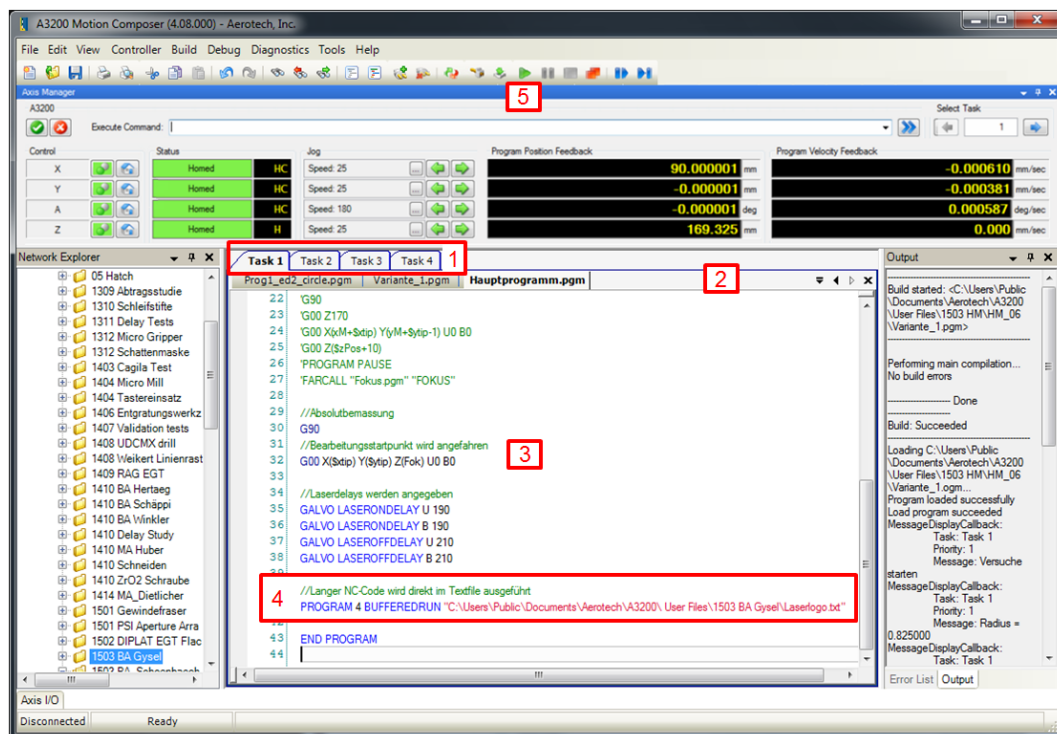 A3200 Motion Composer (4.08.000) - Aerotech, Inc.
File Edit View Controller Build Debug Diagnostics Tools Help
Axis Manager
5
A3200
Select Task
Execute Command:
1
Control Status Jog Program Position Feedback Program Velocity Feedback
X Homed HC Speed: 25 ... 90.000001 mm -0.000610 mm/sec
Y Homed HC Speed: 25 ... -0.000001 mm -0.000381 mm/sec
A Homed HC Speed: 180 ... -0.000001 deg 0.000587 deg/sec
Z Homed H Speed: 25 ... 169.325 mm 0.000 mm/sec
Network Explorer
05 Hatch
1309 Abtragsstudie
1310 Schleifstifte
1311 Delay Tests
1312 Micro Gripper
1312 Schattenmaske
1403 Cagila Test
1404 Micro Mill
1404 Tastereinsatz
1406 Entgratungswerkz
1407 Validation tests
1408 UDCMX drill
1408 Weikert Linienrast
1409 RAG EGT
1410 BA Hertaeg
1410 BA Schäppi
1410 BA Winkler
1410 Delay Study
1410 MA Huber
1410 Schneiden
1410 ZrO2 Schraube
1414 MA_Dietlicher
1501 Gewindefraser
1501 PSI Aperture Arra
1502 DIPLAT EGT Flac
1503 BA Gysel
Task 1 Task 2 Task 3 Task 4 1
Prog1_ed2_circle.pgm Variante_1.pgm Hauptprogramm.pgm 2
22 'G90
23 'G00 Z170
24 'G00 X(xM+$xtip) Y(yM+$ytip-1) U0 B0
25 'G00 Z($zPos+10)
26 'PROGRAM PAUSE
27 'FARCALL "Fokus.pgm" "FOKUS"
28
29 //Absolutbemassung
30 G90
31 //Bearbeitungsstartpunkt wird angefahren
32 G00 X($xtip) Y($ytip) Z(Fok) U0 B0
3
33
34 //Laserdelays werden angegeben
35 GALVO LASERONDELAY U 190
36 GALVO LASERONDELAY B 190
37 GALVO LASEROFFDELAY U 210
38 GALVO LASEROFFDELAY B 210
4 //Langer NC-Code wird direkt im Textfile ausgeführt
PROGRAM 4 BUFFEREDRUN "C:\Users\Public\Documents\Aerotech\A3200\ User Files\1503 BA Gysel\Laserlogo.txt"
43 END PROGRAM
44
Output
Build started: <C:\Users\Public
\Documents\Aerotech\A3200
\User Files\1503 HM\HM_06
\Variante_1.pgm>
Performing main compilation...
No build errors
-------------------- Done
--------------------
Build: Succeeded
Loading C:\Users\Public
\Documents\Aerotech\A3200
\User Files\1503 HM\HM_06
\Variante_1.ogm...
Program loaded successfully
Load program succeeded
MessageDisplayCallback:
Task: Task 1
Priority: 1
Message: Versuche
starten
MessageDisplayCallback:
Task: Task 1
Priority: 1
Message: Radius =
0.825000
MessageDisplayCallback:
Task: Task 1
Error List Output
Axis I/O
Disconnected Ready